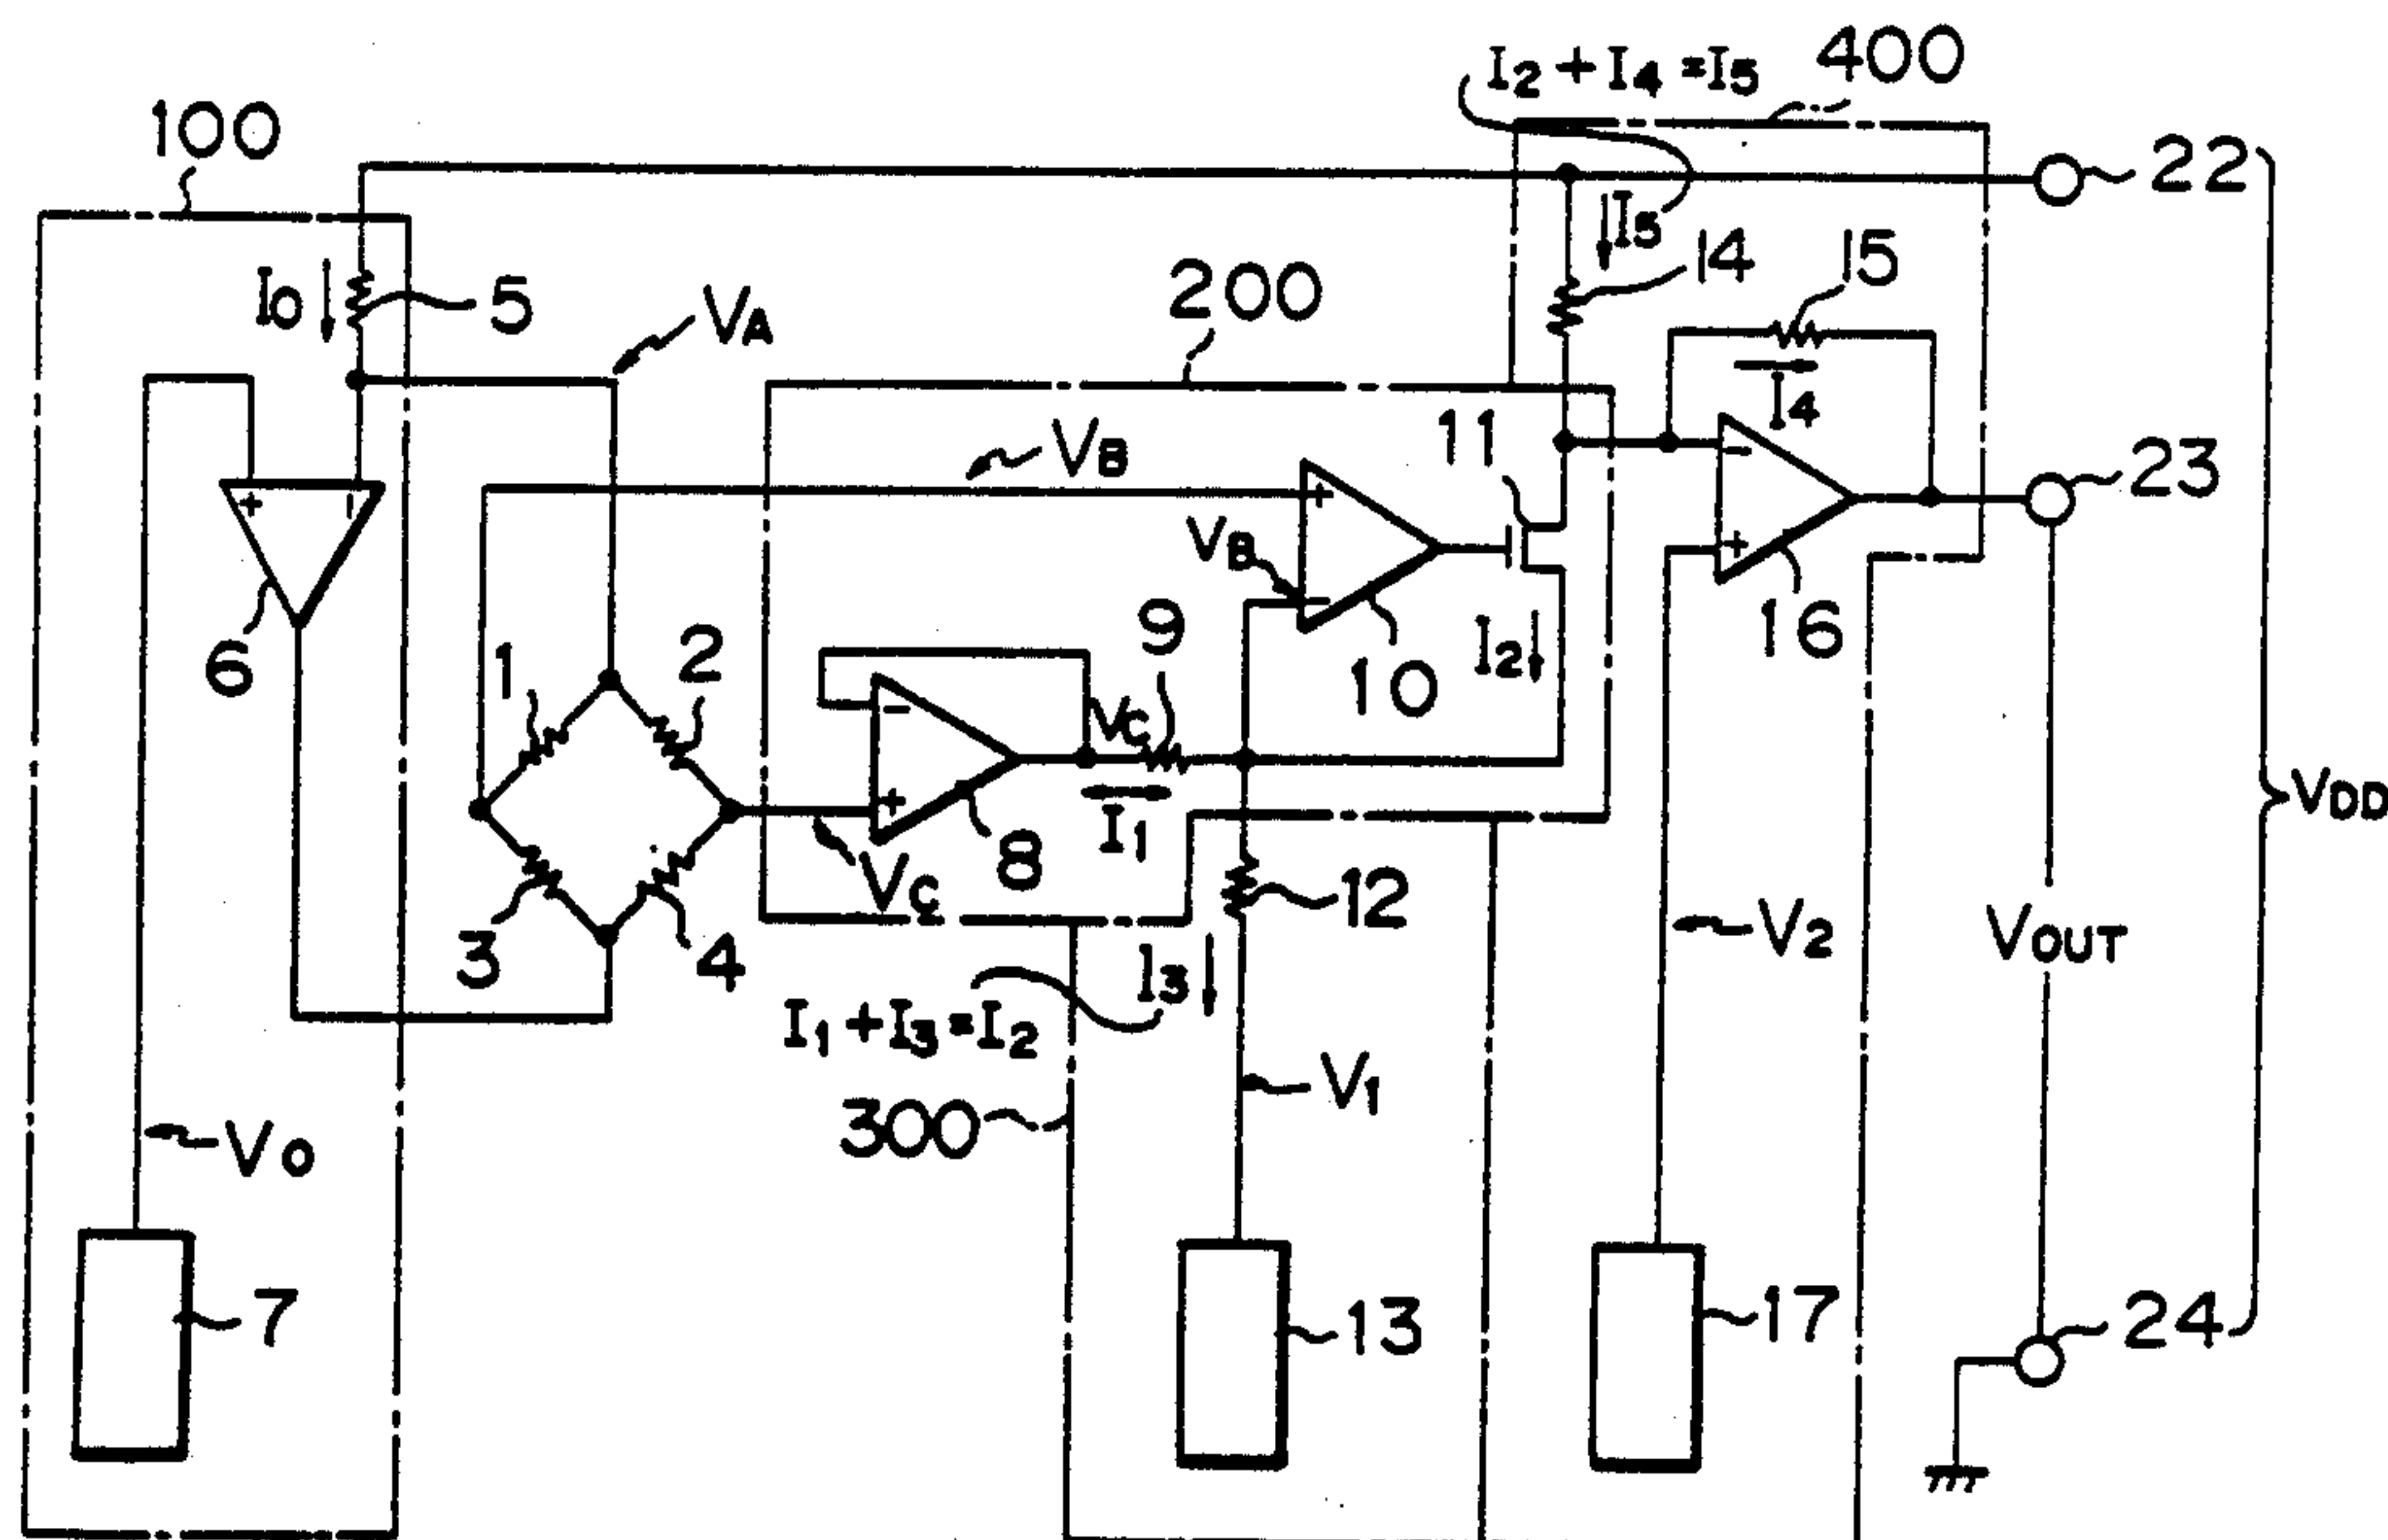 I2 + I4 = I5
400
100
22
I5
14
15
I0
5
VA
200
I4
11
VB
23
+
−
VB
+
−
−
+
16
6
1
2
9
I2
10
VC
−
+
I1
8
VDD
VC
12
V2
VOUT
3
4
I3
I1 + I3 = I2
V1
300
V0
7
13
17
24